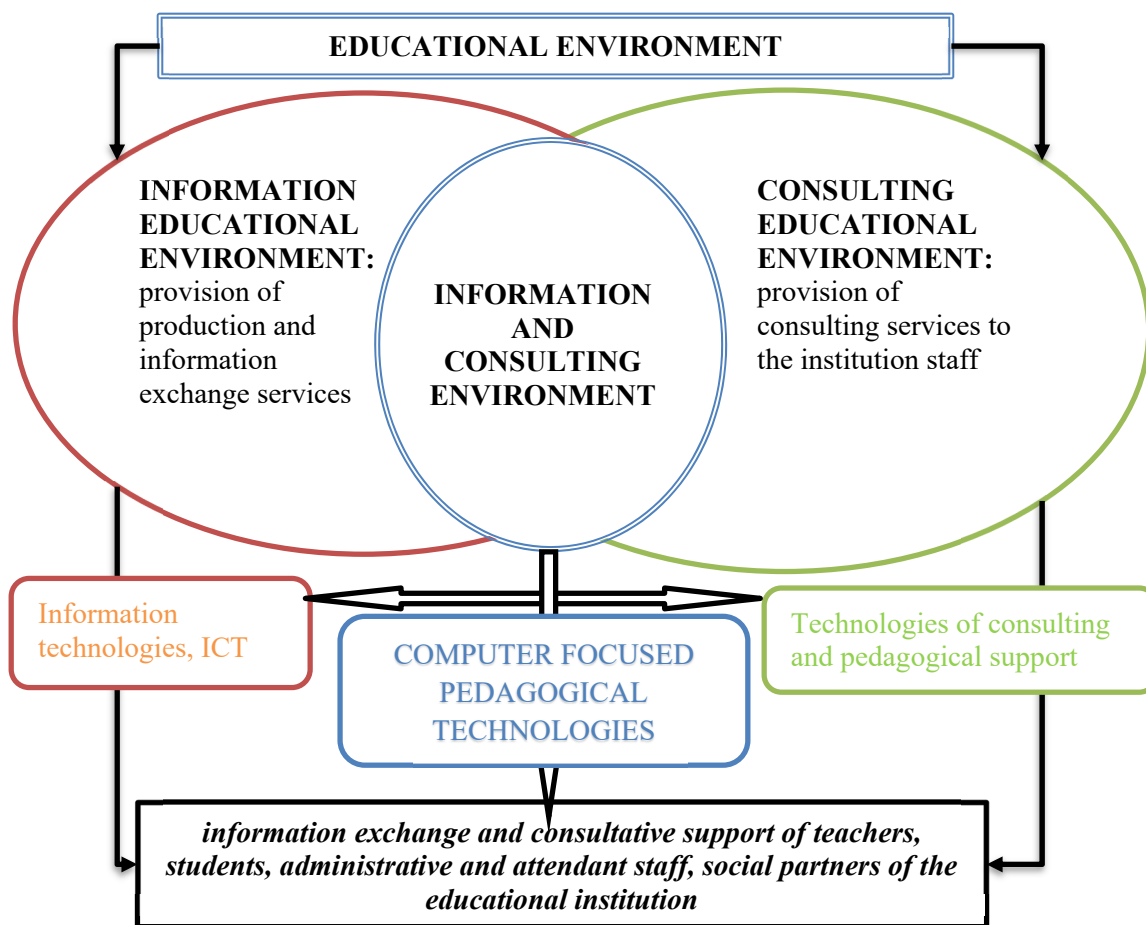 EDUCATIONAL ENVIRONMENT
INFORMATION
EDUCATIONAL
ENVIRONMENT:
provision of
production and
information
exchange services
INFORMATION
AND
CONSULTING
ENVIRONMENT
CONSULTING
EDUCATIONAL
ENVIRONMENT:
provision of
consulting services to
the institution staff
Information
technologies, ICT
COMPUTER FOCUSED
PEDAGOGICAL
TECHNOLOGIES
Technologies of consulting
and pedagogical support
information exchange and consultative support of teachers,
students, administrative and attendant staff, social partners of the
educational institution